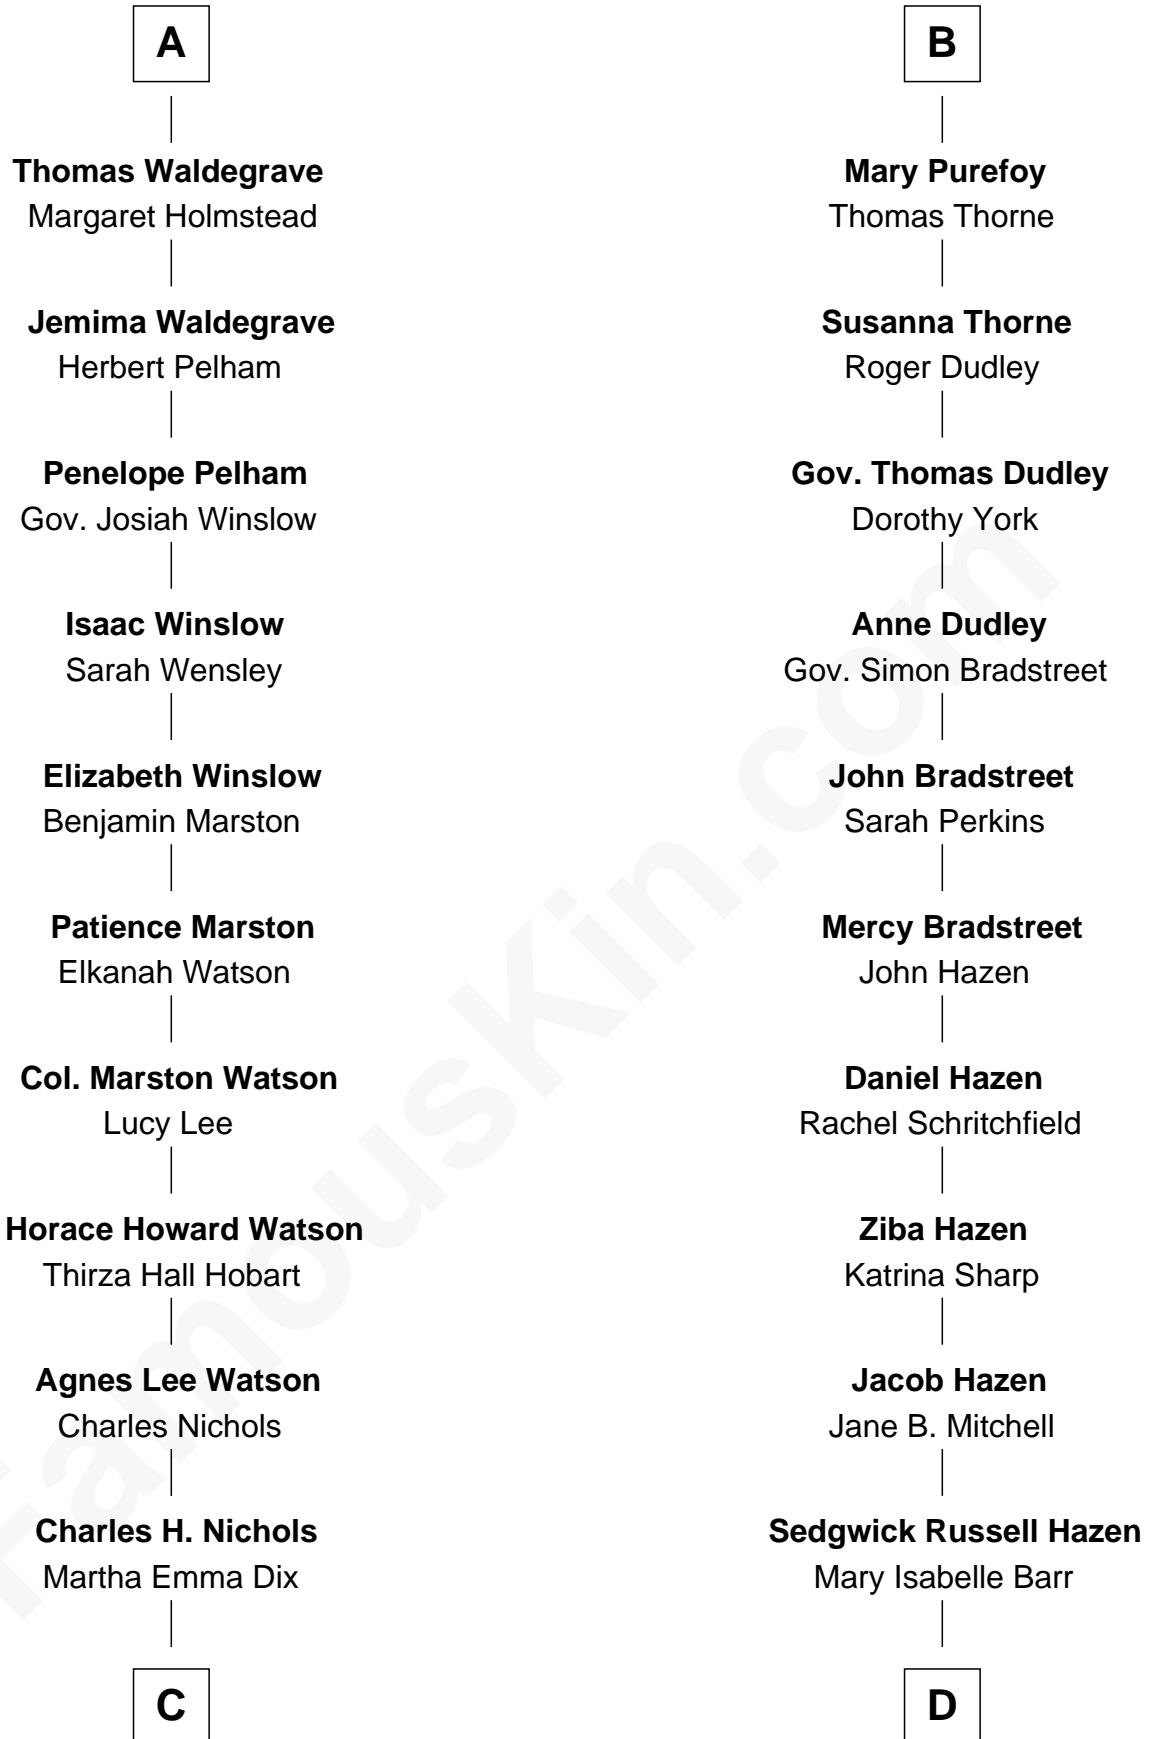 A
Thomas Waldegrave
Margaret Holmstead
Jemima Waldegrave
Herbert Pelham
Penelope Pelham
Gov. Josiah Winslow
Isaac Winslow
Sarah Wensley
Elizabeth Winslow
Benjamin Marston
Patience Marston
Elkanah Watson
Col. Marston Watson
Lucy Lee
Horace Howard Watson
Thirza Hall Hobart
Agnes Lee Watson
Charles Nichols
Charles H. Nichols
Martha Emma Dix
C
B
Mary Purefoy
Thomas Thorne
Susanna Thorne
Roger Dudley
Gov. Thomas Dudley
Dorothy York
Anne Dudley
Gov. Simon Bradstreet
John Bradstreet
Sarah Perkins
Mercy Bradstreet
John Hazen
Daniel Hazen
Rachel Schritchfield
Ziba Hazen
Katrina Sharp
Jacob Hazen
Jane B. Mitchell
Sedgwick Russell Hazen
Mary Isabelle Barr
D
FamousKin.com